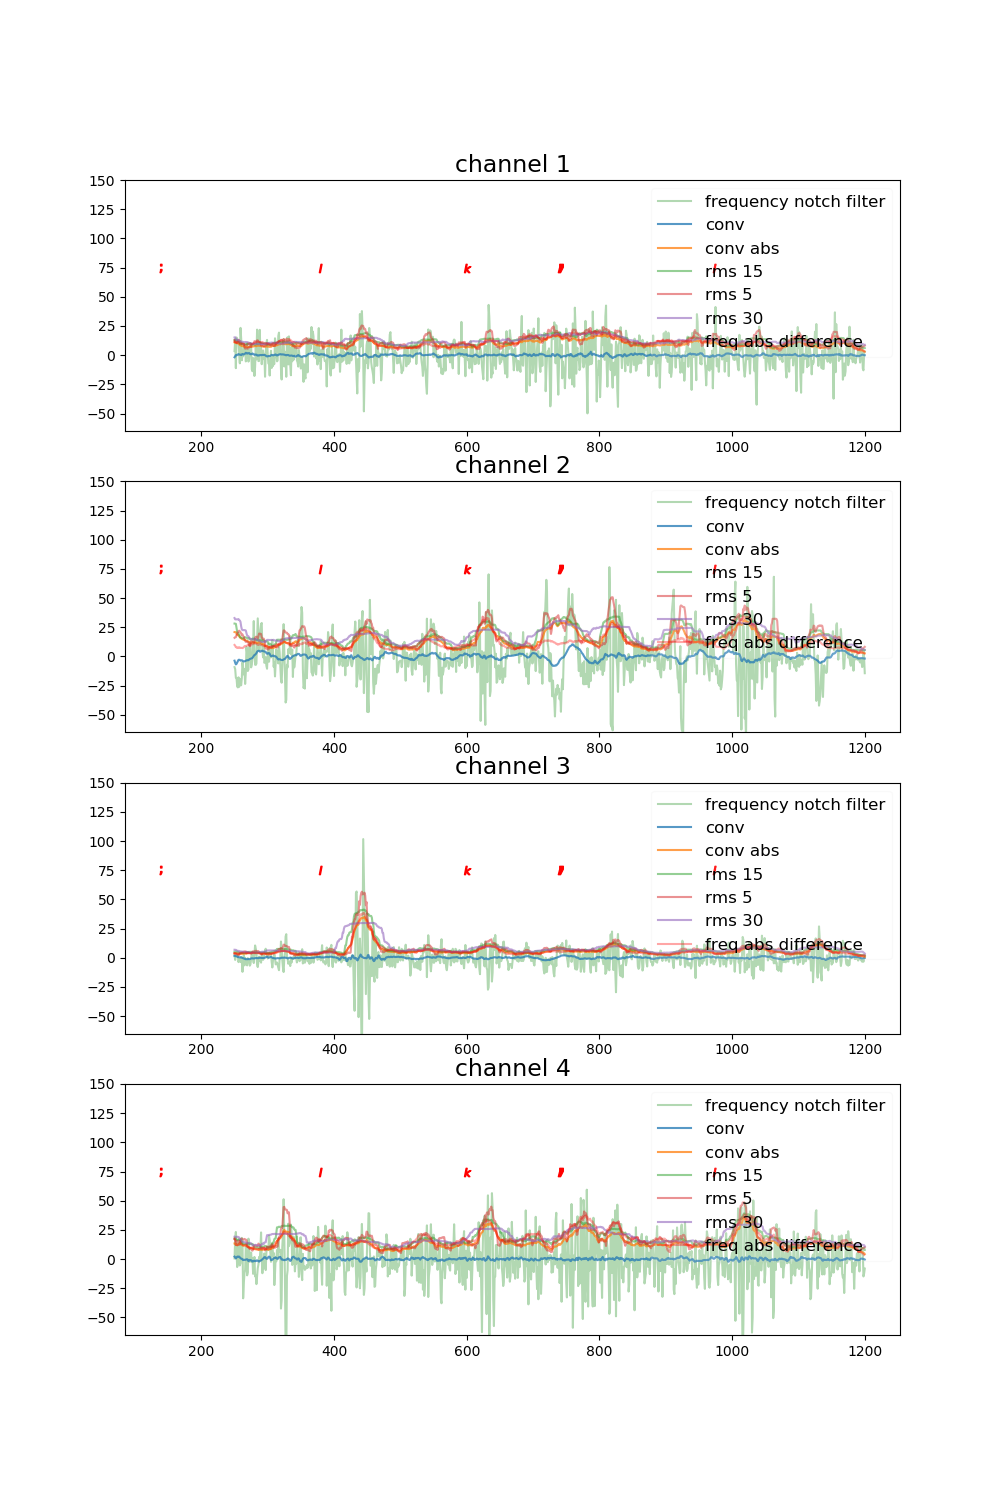 channel 1
150
125
100
75
50
25
0
−25
−50
frequency notch filter
conv
conv abs
rms 15
rms 5
rms 30
freq abs difference
; l k l
200 400 600 800 1000 1200
channel 2
150
125
100
75
50
25
0
−25
−50
frequency notch filter
conv
conv abs
rms 15
rms 5
rms 30
freq abs difference
; l k l
200 400 600 800 1000 1200
channel 3
150
125
100
75
50
25
0
−25
−50
frequency notch filter
conv
conv abs
rms 15
rms 5
rms 30
freq abs difference
; l k l
200 400 600 800 1000 1200
channel 4
150
125
100
75
50
25
0
−25
−50
frequency notch filter
conv
conv abs
rms 15
rms 5
rms 30
freq abs difference
; l k l
200 400 600 800 1000 1200